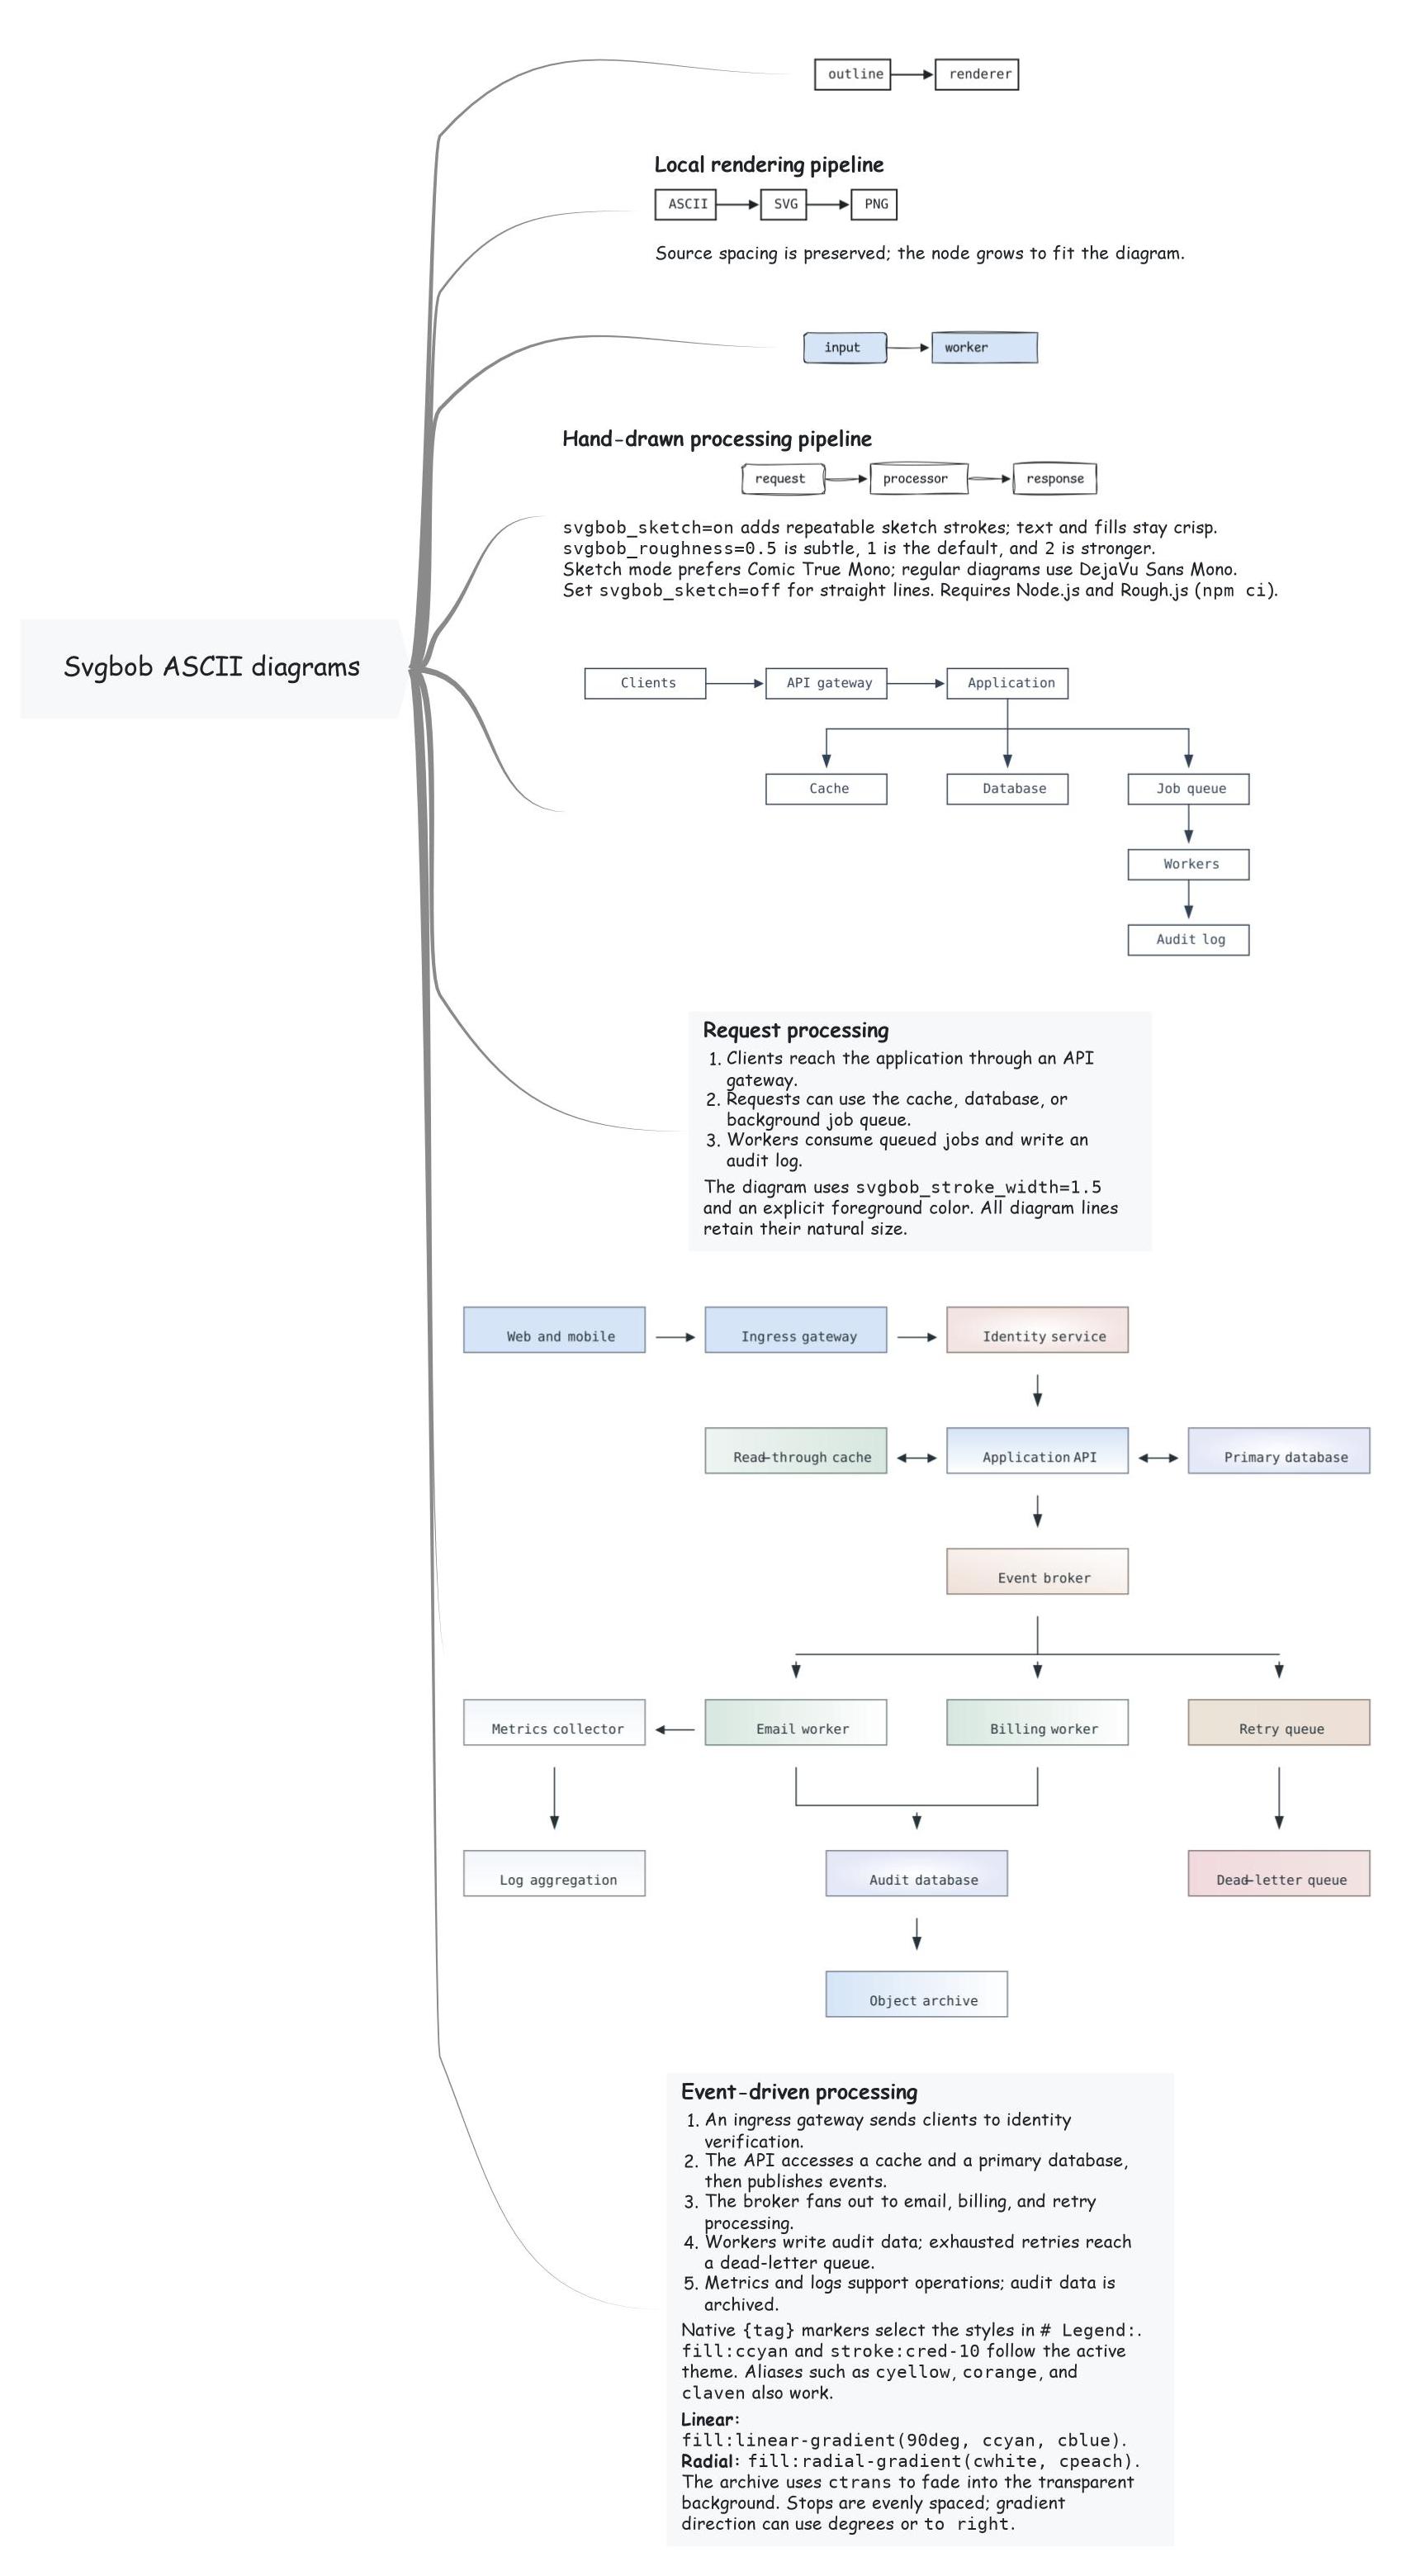 outline renderer
Local rendering pipeline
ASCII SVG PNG
Source spacing is preserved; the node grows to fit the diagram.
input worker
Hand-drawn processing pipeline
request processor response
svgbob_sketch=on adds repeatable sketch strokes; text and fills stay crisp.
svgbob_roughness=0.5 is subtle, 1 is the default, and 2 is stronger.
Sketch mode prefers Comic True Mono; regular diagrams use DejaVu Sans Mono.
Set svgbob_sketch=off for straight lines. Requires Node.js and Rough.js (npm ci).
Svgbob ASCII diagrams
Clients API gateway Application
Cache Database Job queue
Workers
Audit log
Request processing
1. Clients reach the application through an API
gateway.
2. Requests can use the cache, database, or
background job queue.
3. Workers consume queued jobs and write an
audit log.
The diagram uses svgbob_stroke_width=1.5
and an explicit foreground color. All diagram lines
retain their natural size.
Web and mobile Ingress gateway Identity service
Read-through cache Application API Primary database
Event broker
Metrics collector Email worker Billing worker Retry queue
Log aggregation Audit database Dead-letter queue
Object archive
Event-driven processing
1. An ingress gateway sends clients to identity
verification.
2. The API accesses a cache and a primary database,
then publishes events.
3. The broker fans out to email, billing, and retry
processing.
4. Workers write audit data; exhausted retries reach
a dead-letter queue.
5. Metrics and logs support operations; audit data is
archived.
Native {tag} markers select the styles in # Legend:.
fill:ccyan and stroke:cred-10 follow the active
theme. Aliases such as cyellow, corange, and
claven also work.
Linear:
fill:linear-gradient(90deg, ccyan, cblue).
Radial: fill:radial-gradient(cwhite, cpeach).
The archive uses ctrans to fade into the transparent
background. Stops are evenly spaced; gradient
direction can use degrees or to right.